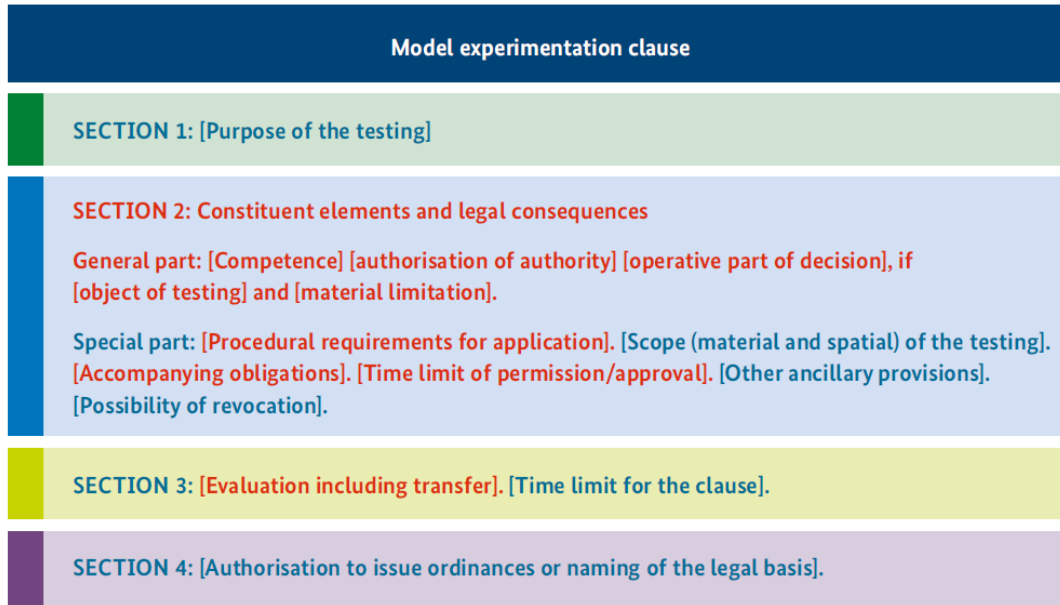 Model experimentation clause
SECTION 1: [Purpose of the testing]
SECTION 2: Constituent elements and legal consequences
General part: [Competence] [authorisation of authority] [operative part of decision], if
[object of testing] and [material limitation].
Special part: [Procedural requirements for application]. [Scope (material and spatial) of the testing].
[Accompanying obligations]. [Time limit of permission/approval]. [Other ancillary provisions].
[Possibility of revocation].
SECTION 3: [Evaluation including transfer]. [Time limit for the clause].
SECTION 4: [Authorisation to issue ordinances or naming of the legal basis].